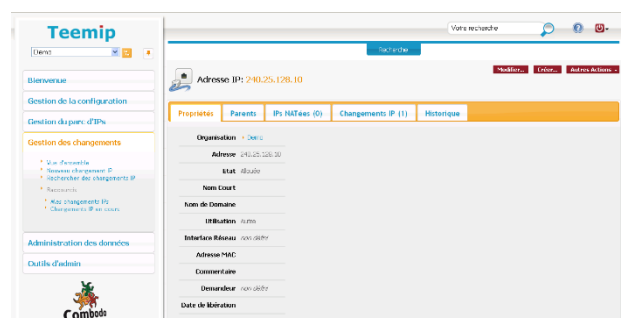 Teemip
Votre recherche
Demo
Recherche
Modifier... Créer... Autres Actions
Adresse IP: 240.25.128.10
Bienvenue
Gestion de la configuration
Gestion du parc d'IPs
Gestion des changements
Vue d'ensemble
Nouveau changement IP
Rechercher des changements IP
Raccourcis
Mes changements IPs
Changements IP en cours
Administration des données
Outils d'admin
Combodo
Propriétés Parents IPs NATées (0) Changements IP (1) Historique
Organisation Demo
Adresse 240.25.128.10
Etat Allouée
Nom Court
Nom de Domaine
Utilisation Autre
Interface Réseau non définie
Adresse MAC
Commentaire
Demandeur non définie
Date de libération